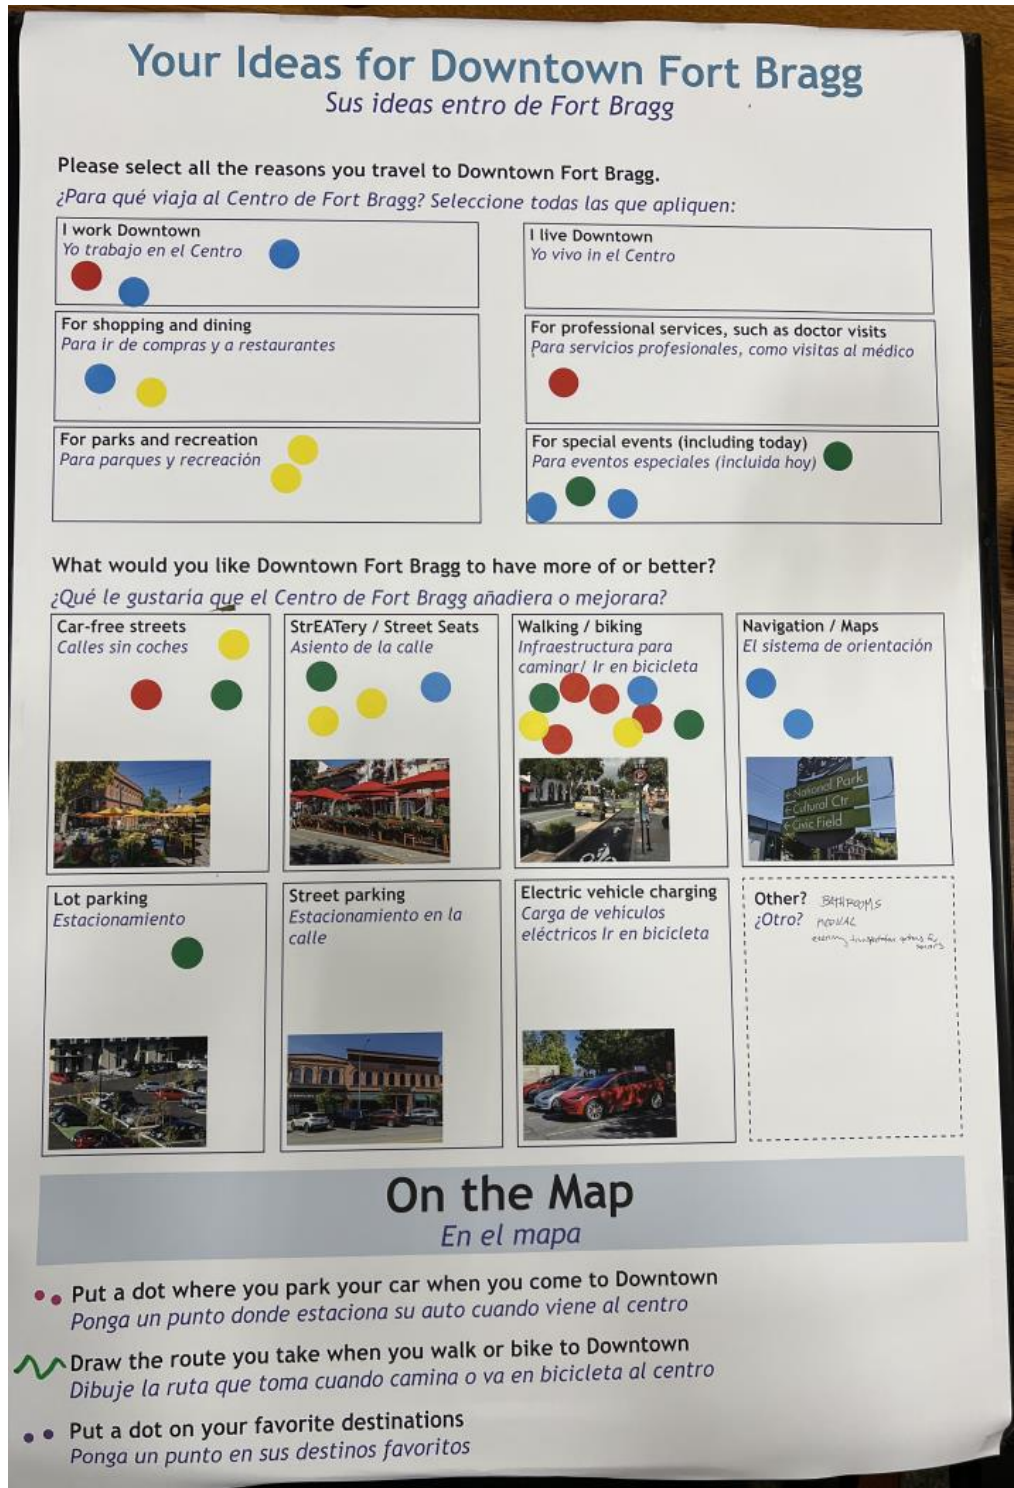 Your Ideas for Downtown Fort Bragg
Sus ideas entro de Fort Bragg
Please select all the reasons you travel to Downtown Fort Bragg.
¿Para qué viaja al Centro de Fort Bragg? Seleccione todas las que apliquen:
I work Downtown
Yo trabajo en el Centro
I live Downtown
Yo vivo in el Centro
For shopping and dining
Para ir de compras y a restaurantes
For professional services, such as doctor visits
Para servicios profesionales, como visitas al médico
For parks and recreation
Para parques y recreación
For special events (including today)
Para eventos especiales (incluida hoy)
What would you like Downtown Fort Bragg to have more of or better?
¿Qué le gustaría que el Centro de Fort Bragg añadiera o mejorara?
Car-free streets
Calles sin coches
StrEATery / Street Seats
Asiento de la calle
Walking / biking
Infraestructura para
caminar/ Ir en bicicleta
Navigation / Maps
El sistema de orientación
National Park
Cultural Ctr
Civic Field
Lot parking
Estacionamiento
Street parking
Estacionamiento en la
calle
Electric vehicle charging
Carga de vehículos
eléctricos Ir en bicicleta
Other? BATHROOMS
¿Otro?
On the Map
En el mapa
Put a dot where you park your car when you come to Downtown
Ponga un punto donde estaciona su auto cuando viene al centro
Draw the route you take when you walk or bike to Downtown
Dibuje la ruta que toma cuando camina o va en bicicleta al centro
Put a dot on your favorite destinations
Ponga un punto en sus destinos favoritos